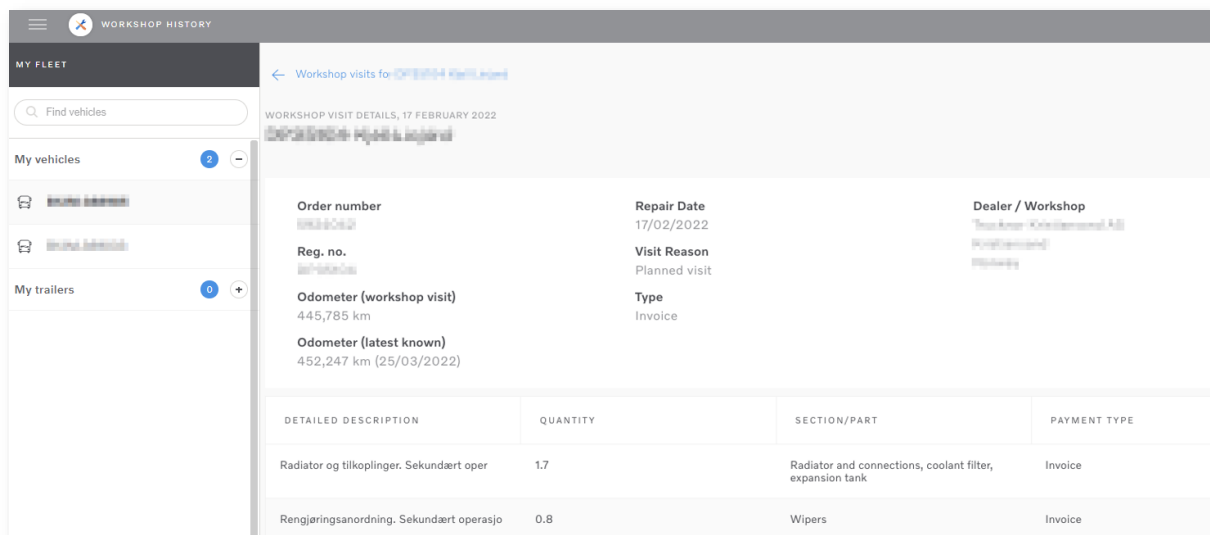 WORKSHOP HISTORY
MY FLEET
Find vehicles
My vehicles 2
My trailers 0
Workshop visits fo
WORKSHOP VISIT DETAILS, 17 FEBRUARY 2022
Order number
Reg. no.
Odometer (workshop visit)
445,785 km
Odometer (latest known)
452,247 km (25/03/2022)
Repair Date
17/02/2022
Visit Reason
Planned visit
Type
Invoice
Dealer / Workshop
DETAILED DESCRIPTION QUANTITY SECTION/PART PAYMENT TYPE
Radiator og tilkoplinger. Sekundært oper 1.7 Radiator and connections, coolant filter, Invoice
expansion tank
Rengjøringsanordning. Sekundært operasjo 0.8 Wipers Invoice